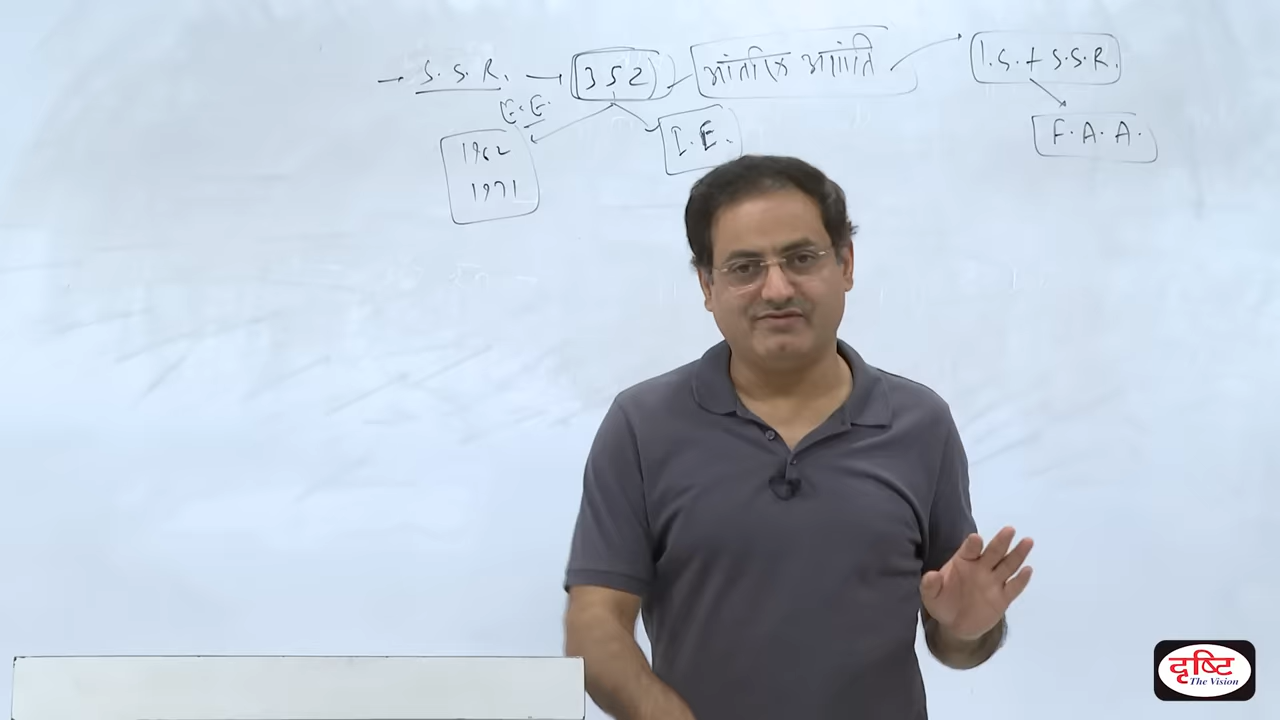 → S.S.R. → 352 आंतरिक अशांति → I.S. + S.S.R.
E.E.
I.E.
F.A.A.
1962
1971
दृष्टि
The Vision